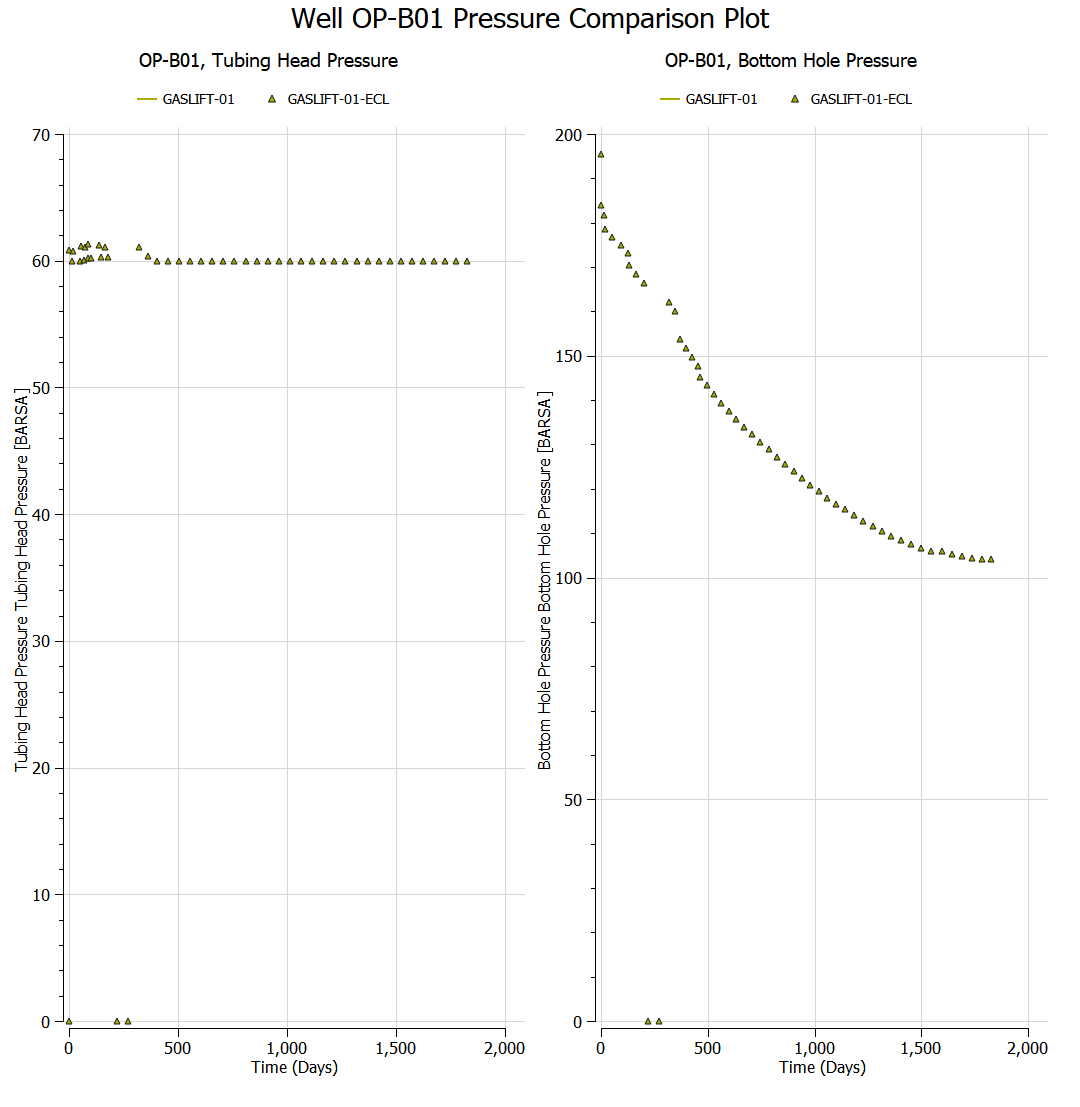 Well OP-B01 Pressure Comparison Plot
OP-B01, Tubing Head Pressure
GASLIFT-01
GASLIFT-01-ECL
70
60
50
40
30
20
10
0
Tubing Head Pressure Tubing Head Pressure [BARSA]
0
500
1,000
1,500
2,000
Time (Days)
OP-B01, Bottom Hole Pressure
GASLIFT-01
GASLIFT-01-ECL
200
150
100
50
0
Bottom Hole Pressure Bottom Hole Pressure [BARSA]
0
500
1,000
1,500
2,000
Time (Days)